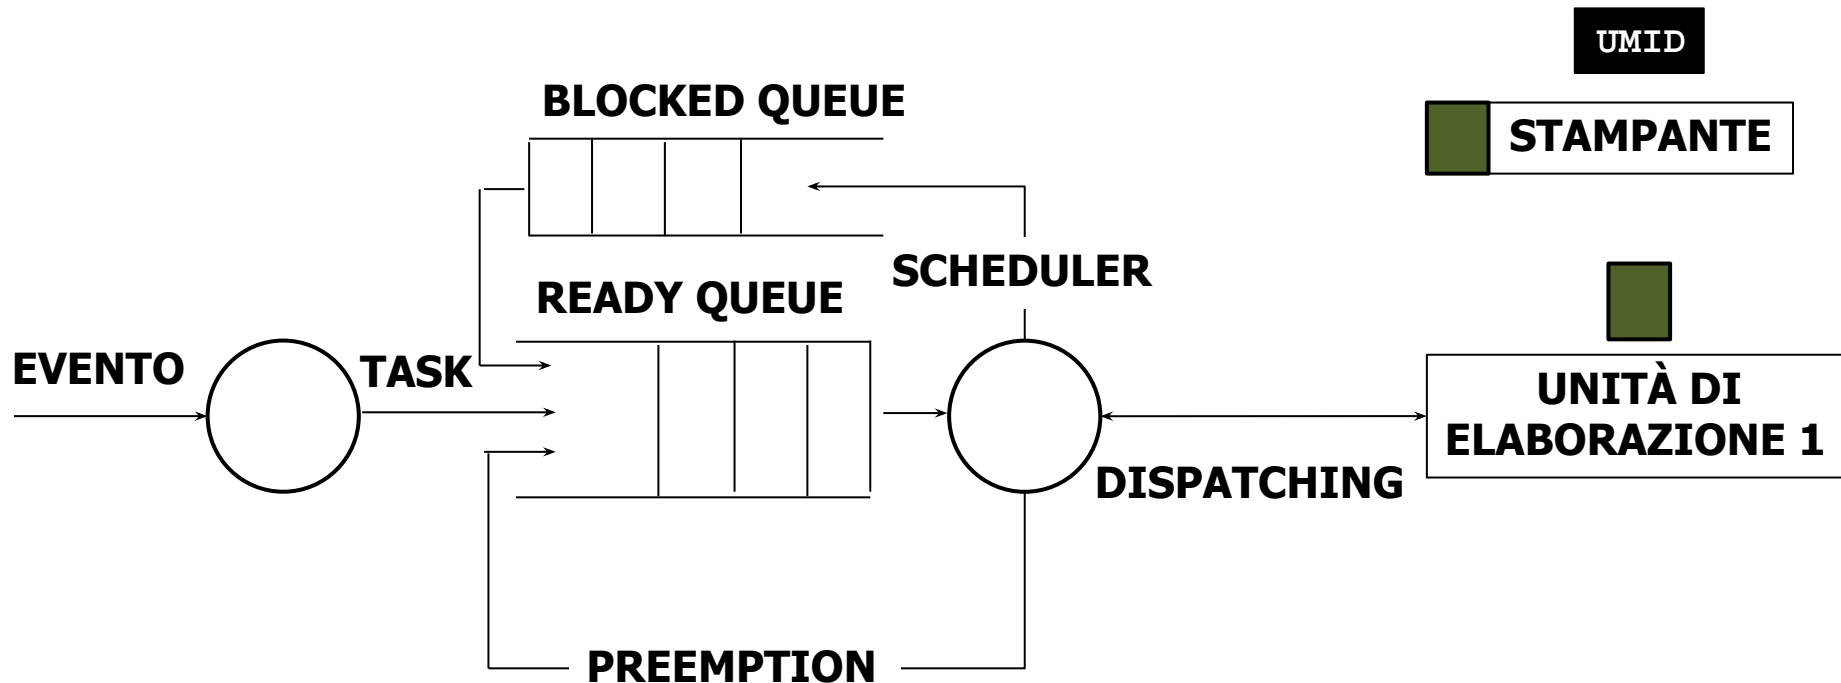 UMID
BLOCKED QUEUE
STAMPANTE
SCHEDULER
READY QUEUE
EVENTO
TASK
UNITÀ DI
ELABORAZIONE 1
DISPATCHING
PREEMPTION